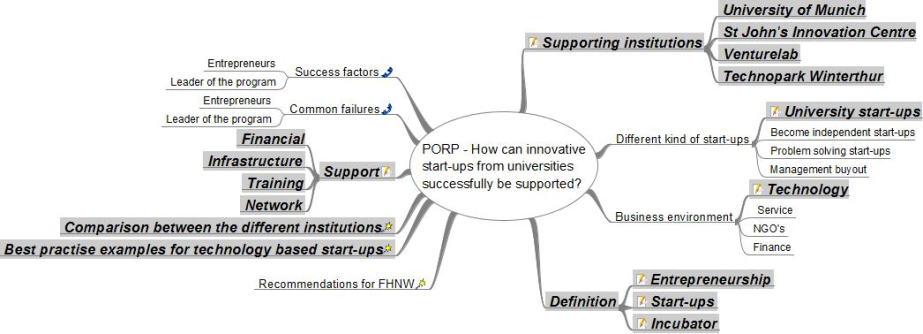 PORP - How can innovative
start-ups from universities
successfully be supported?
Supporting institutions
University of Munich
St John's Innovation Centre
Venturelab
Technopark Winterthur
Different kind of start-ups
University start-ups
Become independent start-ups
Problem solving start-ups
Management buyout
Business environment
Technology
Service
NGO's
Finance
Definition
Entrepreneurship
Start-ups
Incubator
Success factors
Entrepreneurs
Leader of the program
Common failures
Entrepreneurs
Leader of the program
Support
Financial
Infrastructure
Training
Network
Comparison between the different institutions
Best practise examples for technology based start-ups
Recommendations for FHNW